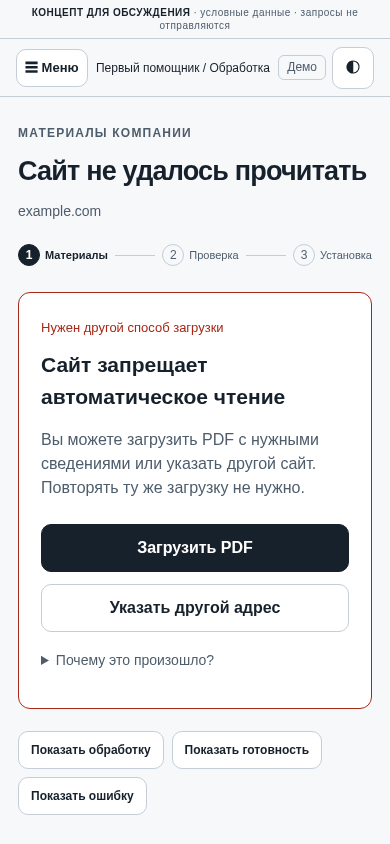 КОНЦЕПТ ДЛЯ ОБСУЖДЕНИЯ · условные данные · запросы не
отправляются
☰ Меню Первый помощник / Обработка Демо ◐
МАТЕРИАЛЫ КОМПАНИИ
Сайт не удалось прочитать
example.com
1 Материалы 2 Проверка 3 Установка
Нужен другой способ загрузки
Сайт запрещает
автоматическое чтение
Вы можете загрузить PDF с нужными
сведениями или указать другой сайт.
Повторять ту же загрузку не нужно.
Загрузить PDF
Указать другой адрес
▶ Почему это произошло?
Показать обработку Показать готовность
Показать ошибку